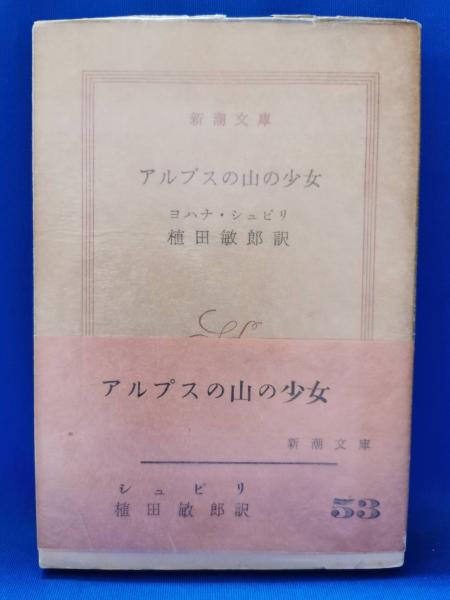 新潮文庫
アルプスの山の少女
ヨハナ・シュピリ
植田敏郎訳
アルプスの山の少女
新潮文庫
シュピリ
植田敏郎訳
53